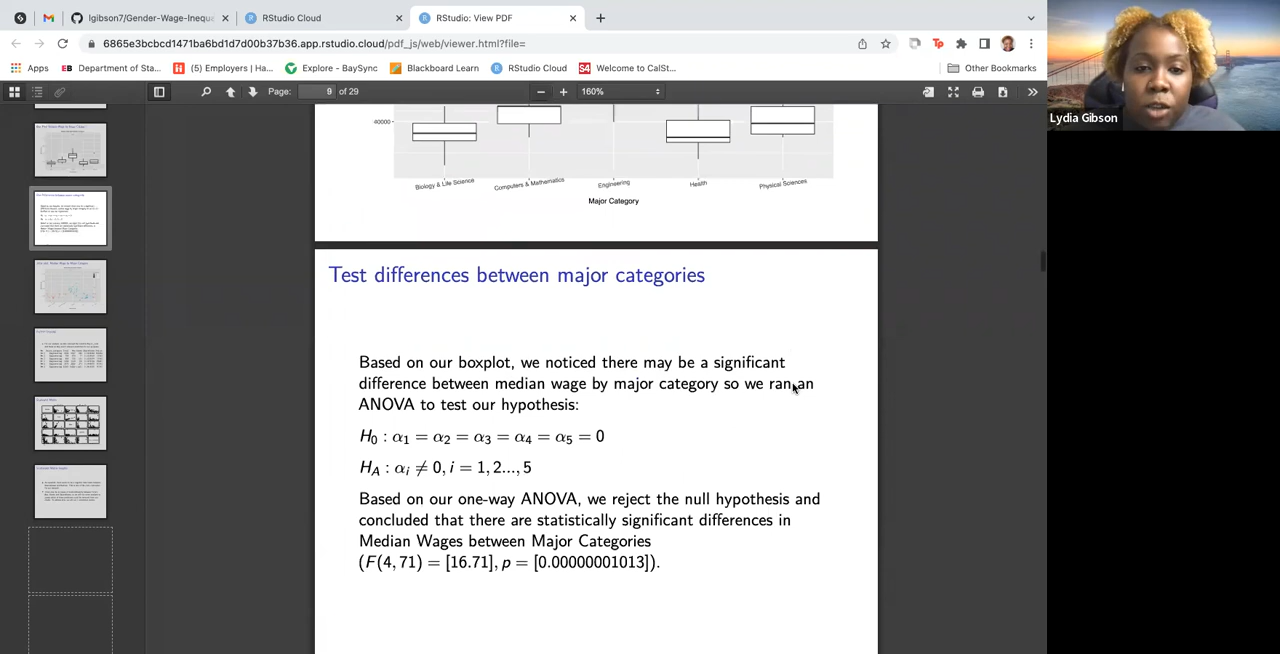 lgibson7/Gender-Wage-Inequ
RStudio Cloud
RStudio: View PDF
6865e3bcbcd1471ba6bd1d7d00b37b36.app.rstudio.cloud/pdf_js/web/viewer.html?file=
Apps
Department of Sta...
(5) Employers | Ha...
Explore - BaySync
Blackboard Learn
RStudio Cloud
Welcome to CalSt...
Other Bookmarks
Page: 9 of 29
160%
Lydia Gibson
40000
Biology & Life Science
Computers & Mathematics
Engineering
Health
Physical Sciences
Major Category
Test differences between major categories
Based on our boxplot, we noticed there may be a significant
difference between median wage by major category so we ran an
ANOVA to test our hypothesis:
H₀ : α₁ = α₂ = α₃ = α₄ = α₅ = 0
H_A : α_i ≠ 0, i = 1, 2..., 5
Based on our one-way ANOVA, we reject the null hypothesis and
concluded that there are statistically significant differences in
Median Wages between Major Categories
(F(4, 71) = [16.71], p = [0.00000001013]).